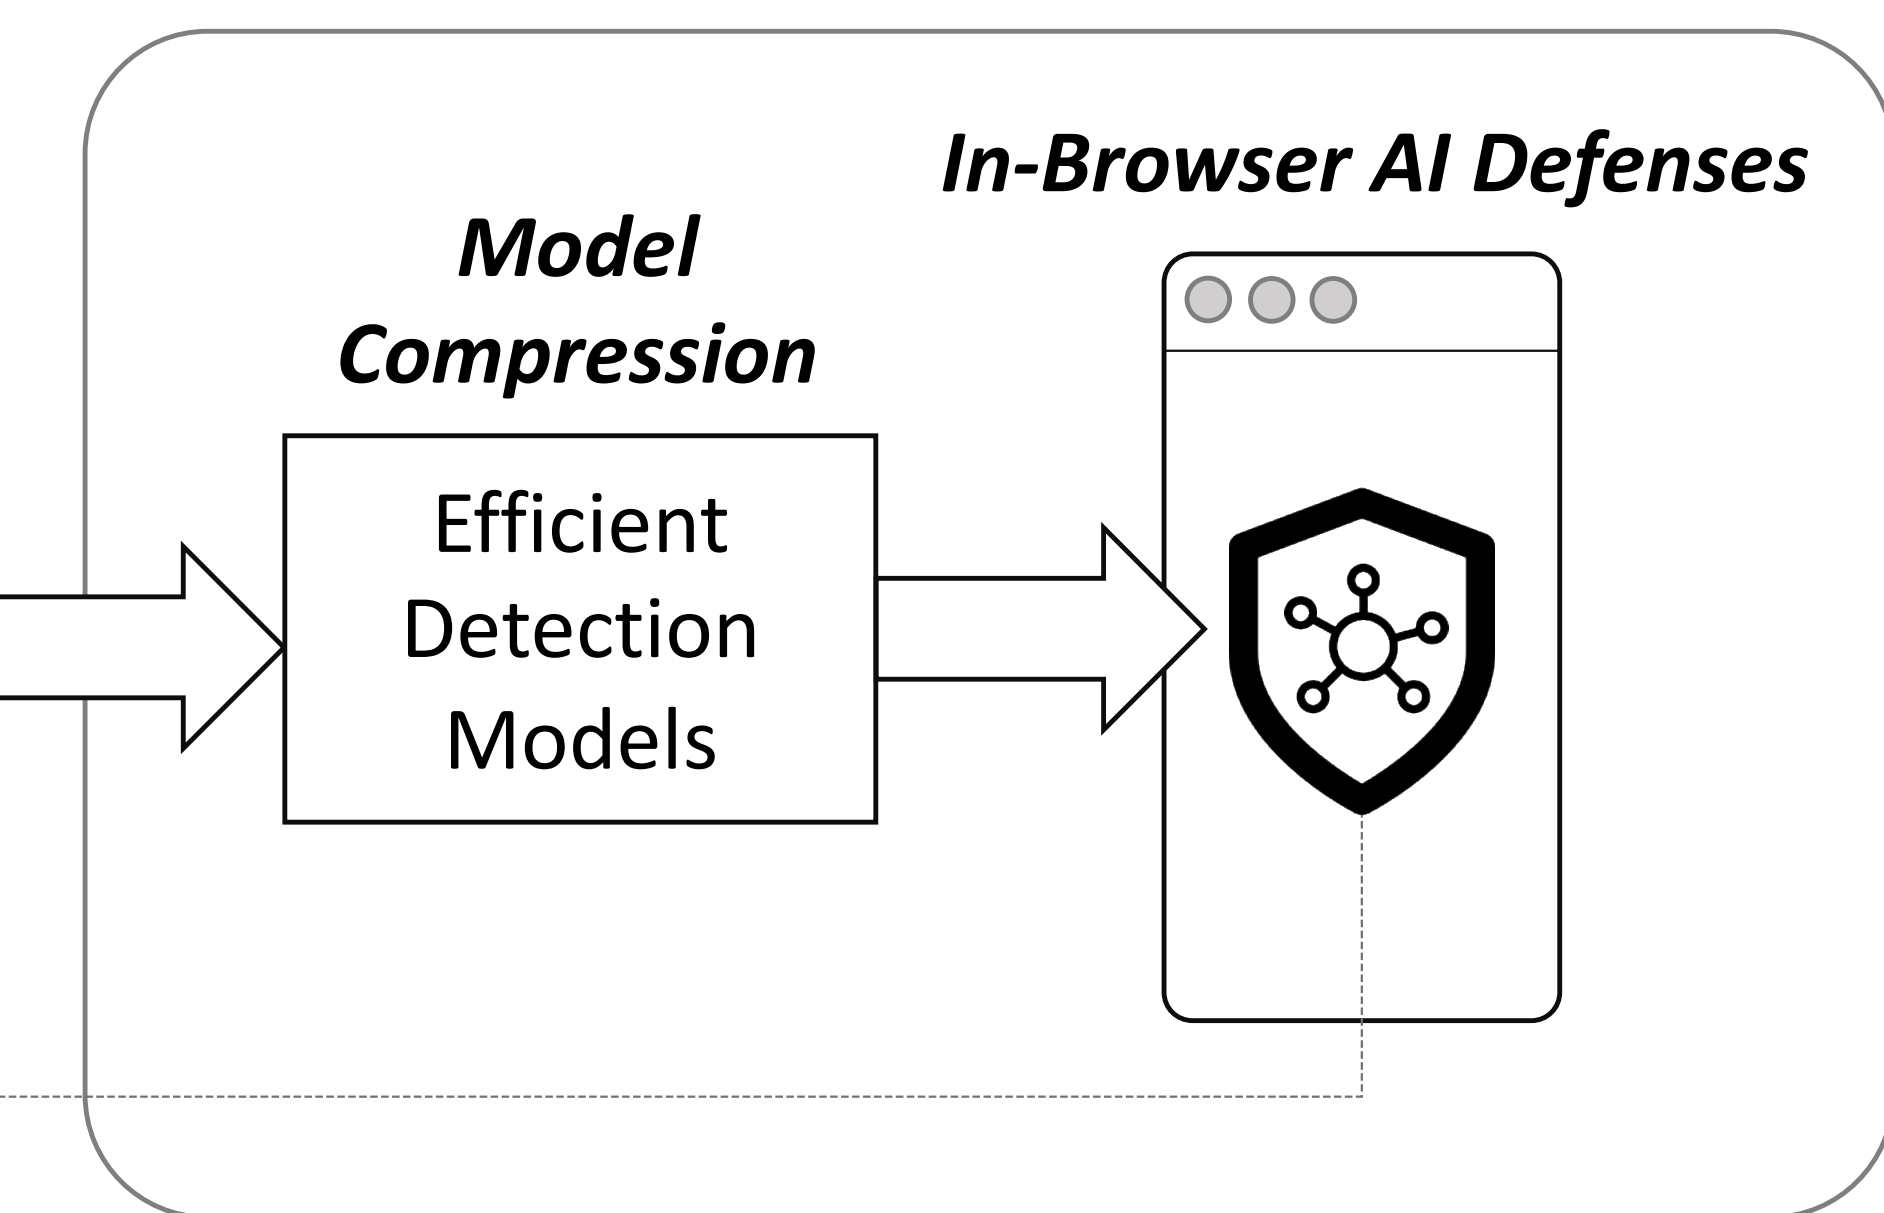 In-Browser AI Defenses
Model
Compression
Efficient
Detection
Models